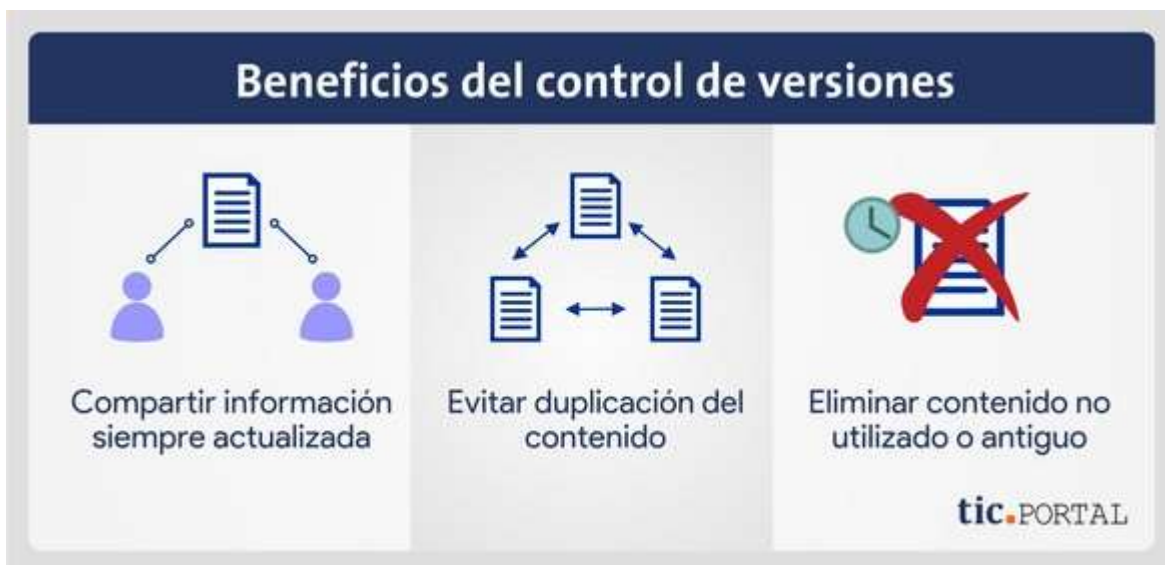 Beneficios del control de versiones
Compartir información
siempre actualizada
Evitar duplicación del
contenido
Eliminar contenido no
utilizado o antiguo
tic.PORTAL